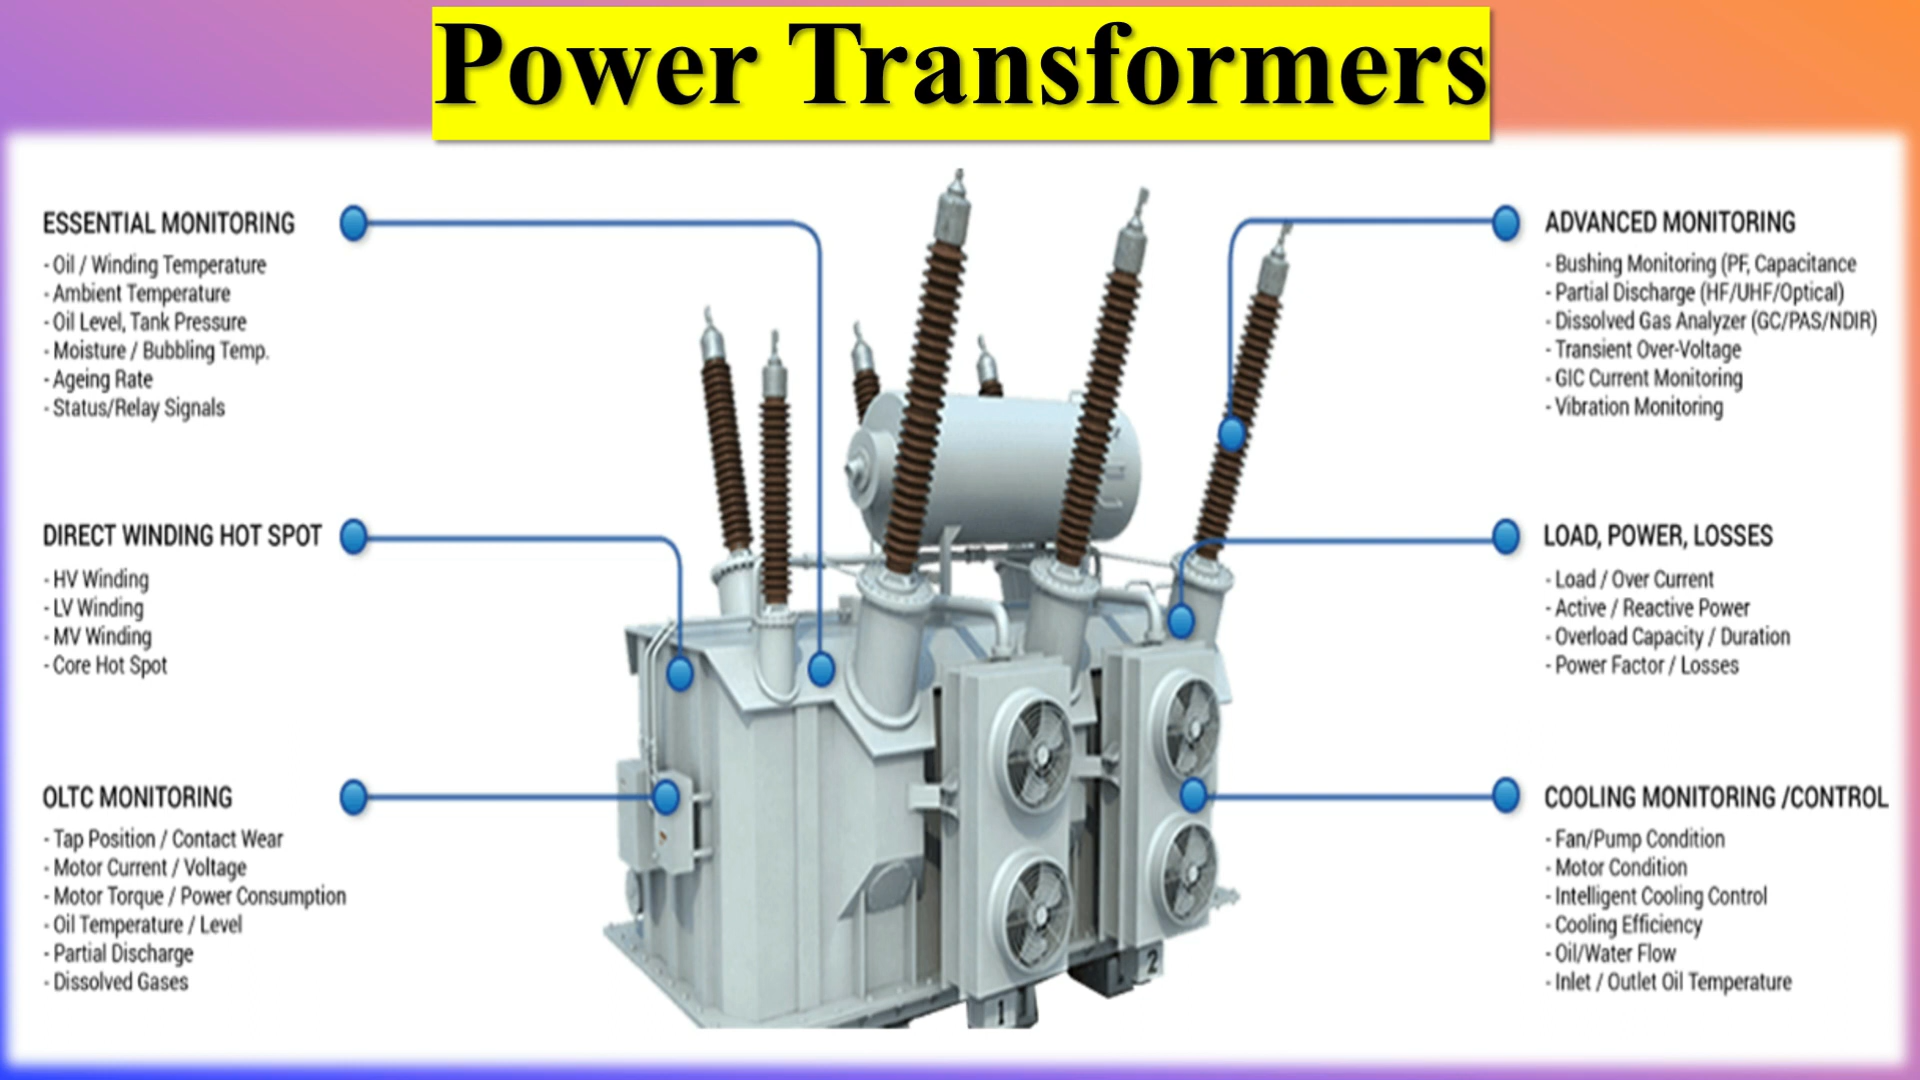 Power Transformers
ESSENTIAL MONITORING
- Oil / Winding Temperature
- Ambient Temperature
- Oil Level, Tank Pressure
- Moisture / Bubbling Temp.
- Ageing Rate
- Status/Relay Signals
DIRECT WINDING HOT SPOT
- HV Winding
- LV Winding
- MV Winding
- Core Hot Spot
OLTC MONITORING
- Tap Position / Contact Wear
- Motor Current / Voltage
- Motor Torque / Power Consumption
- Oil Temperature / Level
- Partial Discharge
- Dissolved Gases
ADVANCED MONITORING
- Bushing Monitoring (PF, Capacitance
- Partial Discharge (HF/UHF/Optical)
- Dissolved Gas Analyzer (GC/PAS/NDIR)
- Transient Over-Voltage
- GIC Current Monitoring
- Vibration Monitoring
LOAD, POWER, LOSSES
- Load / Over Current
- Active / Reactive Power
- Overload Capacity / Duration
- Power Factor / Losses
COOLING MONITORING /CONTROL
- Fan/Pump Condition
- Motor Condition
- Intelligent Cooling Control
- Cooling Efficiency
- Oil/Water Flow
- Inlet / Outlet Oil Temperature
1
2